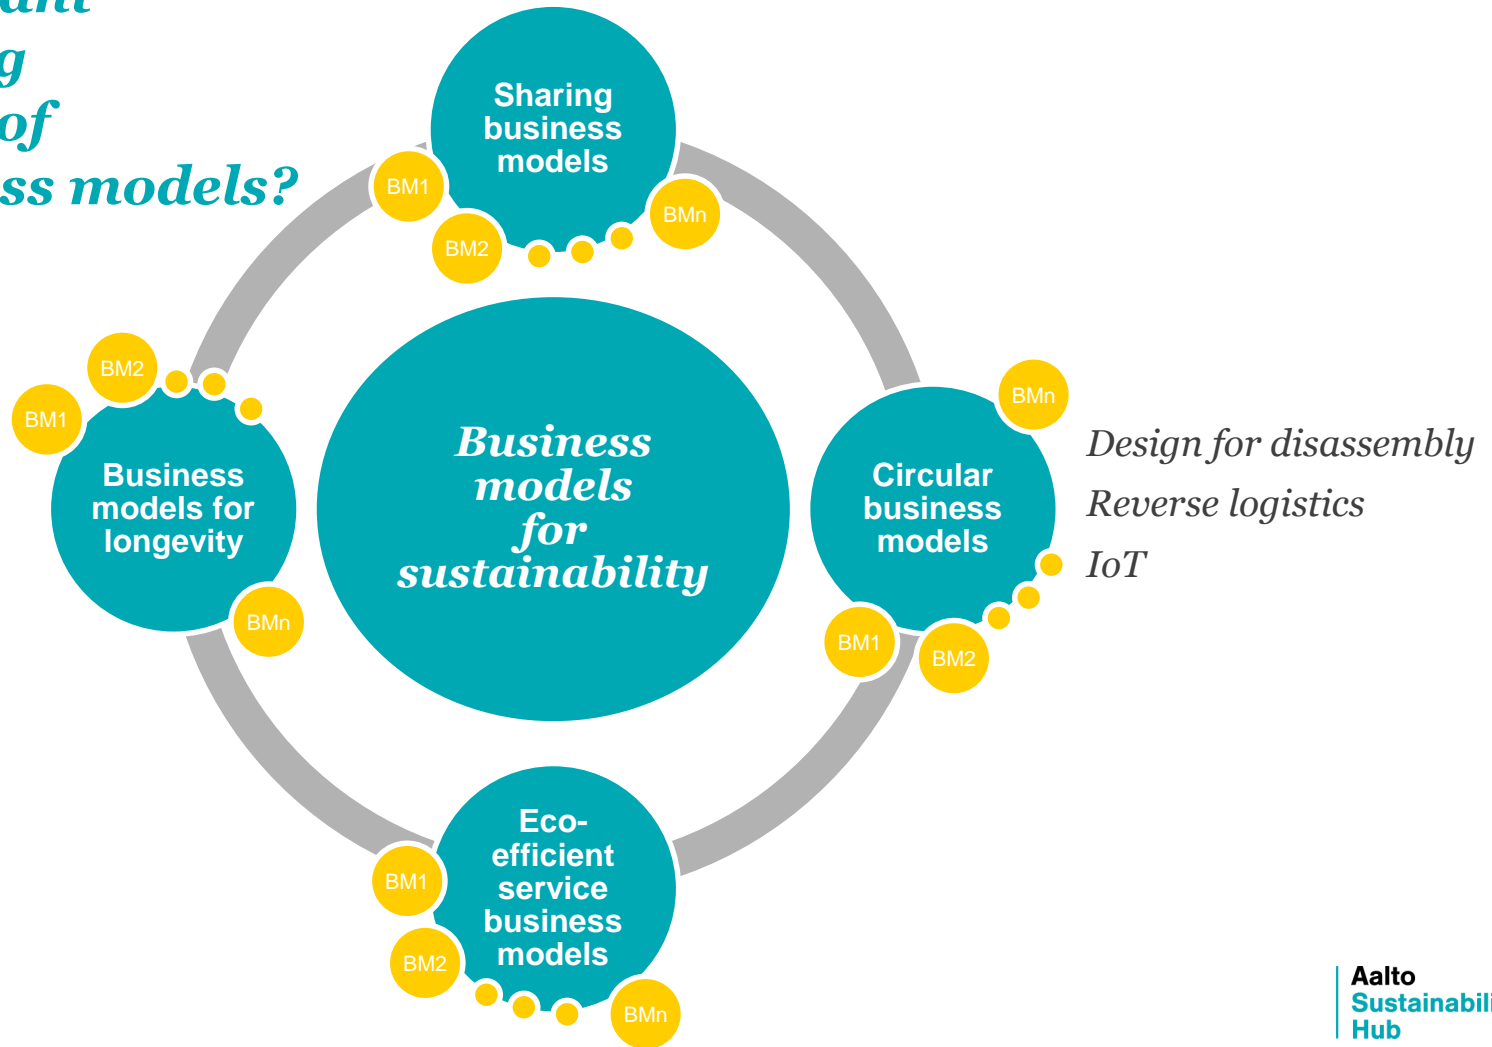 of
models?
Sharing
business
models
BM1
BM2
BMn
BM1
BM2
BMn
Business
models for
longevity
Business
models
for
sustainability
Circular
business
models
BMn
BM1
BM2
Design for disassembly
Reverse logistics
IoT
Eco-
efficient
service
business
models
BM1
BM2
BMn
Aalto
Hub